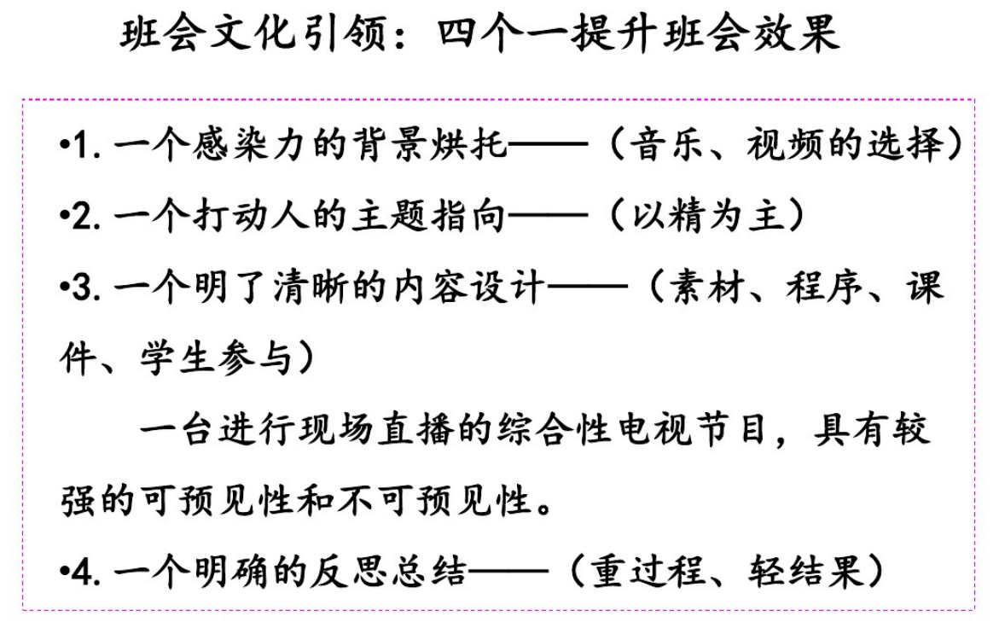 班会文化引领：四个一提升班会效果
•1.一个感染力的背景烘托——（音乐、视频的选择）
•2.一个打动人的主题指向——（以精为主）
•3.一个明了清晰的内容设计——（素材、程序、课
件、学生参与）
一台进行现场直播的综合性电视节目，具有较
强的可预见性和不可预见性。
•4.一个明确的反思总结——（重过程、轻结果）